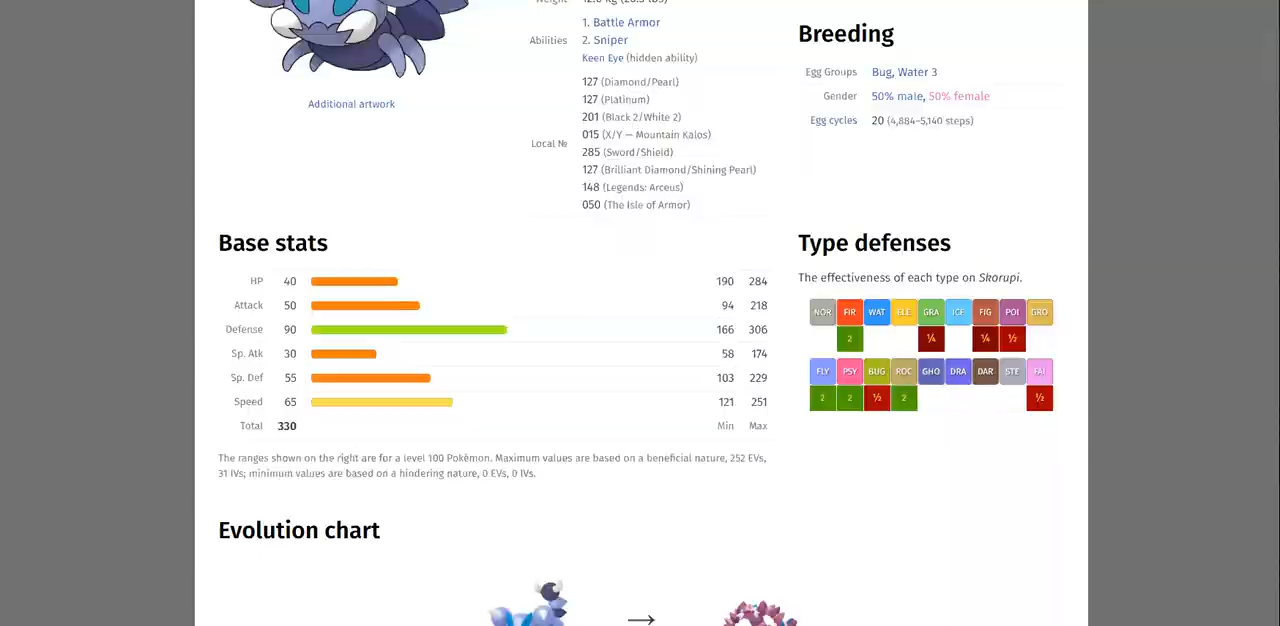 Weight 12.0 kg (26.5 lbs)
Abilities
1. Battle Armor
2. Sniper
Keen Eye (hidden ability)
Local №
127 (Diamond/Pearl)
127 (Platinum)
201 (Black 2/White 2)
015 (X/Y — Mountain Kalos)
285 (Sword/Shield)
127 (Brilliant Diamond/Shining Pearl)
148 (Legends: Arceus)
050 (The Isle of Armor)
Additional artwork
Breeding
Egg Groups Bug, Water 3
Gender 50% male, 50% female
Egg cycles 20 (4,884–5,140 steps)
Base stats
HP 40 190 284
Attack 50 94 218
Defense 90 166 306
Sp. Atk 30 58 174
Sp. Def 55 103 229
Speed 65 121 251
Total 330 Min Max
The ranges shown on the right are for a level 100 Pokémon. Maximum values are based on a beneficial nature, 252 EVs,
31 IVs; minimum values are based on a hindering nature, 0 EVs, 0 IVs.
Type defenses
The effectiveness of each type on Skorupi.
NOR FIR WAT ELE GRA ICE FIG POI GRO
2 ¼ ¼ ½
FLY PSY BUG ROC GHO DRA DAR STE FAI
2 2 ½ 2 ½
Evolution chart
→